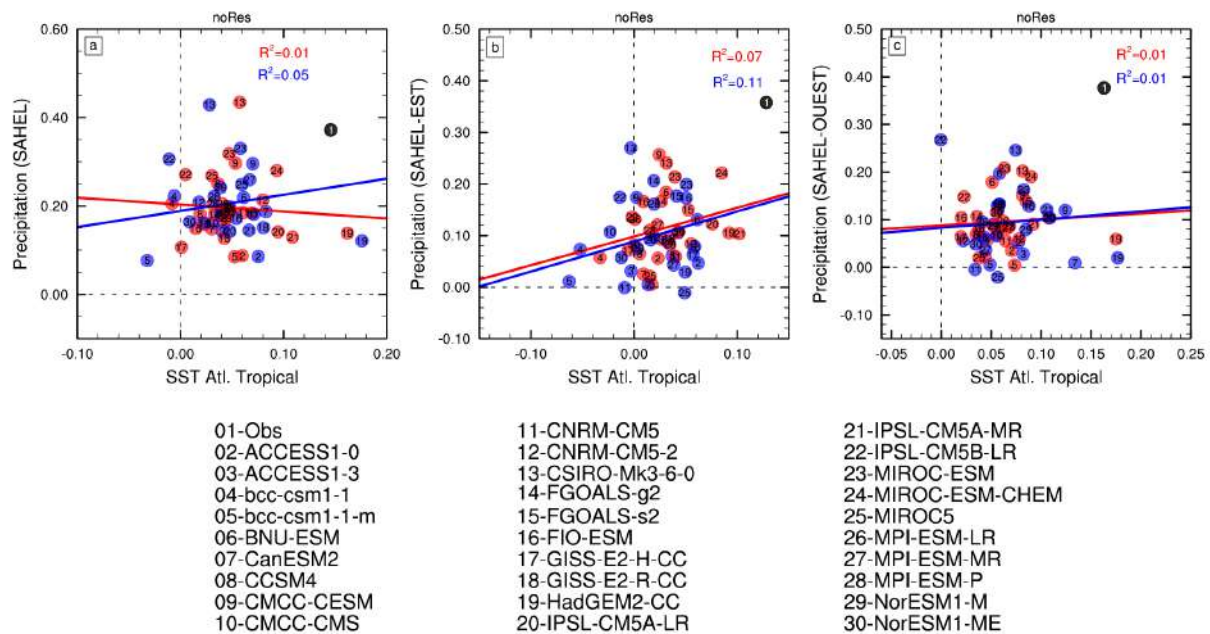 noRes
a
R²=0.01
R²=0.05
0.60
0.40
0.20
0.00
Precipitation (SAHEL)
-0.10
0.00
0.10
0.20
SST Atl. Tropical
noRes
b
R²=0.07
R²=0.11
0.50
0.40
0.30
0.20
0.10
0.00
-0.10
Precipitation (SAHEL-EST)
-0.10
0.00
0.10
SST Atl. Tropical
noRes
c
R²=0.01
R²=0.01
0.50
0.40
0.30
0.20
0.10
0.00
-0.10
Precipitation (SAHEL-OUEST)
-0.05
0.00
0.05
0.10
0.15
0.20
0.25
SST Atl. Tropical
01-Obs
02-ACCESS1-0
03-ACCESS1-3
04-bcc-csm1-1
05-bcc-csm1-1-m
06-BNU-ESM
07-CanESM2
08-CCSM4
09-CMCC-CESM
10-CMCC-CMS
11-CNRM-CM5
12-CNRM-CM5-2
13-CSIRO-Mk3-6-0
14-FGOALS-g2
15-FGOALS-s2
16-FIO-ESM
17-GISS-E2-H-CC
18-GISS-E2-R-CC
19-HadGEM2-CC
20-IPSL-CM5A-LR
21-IPSL-CM5A-MR
22-IPSL-CM5B-LR
23-MIROC-ESM
24-MIROC-ESM-CHEM
25-MIROC5
26-MPI-ESM-LR
27-MPI-ESM-MR
28-MPI-ESM-P
29-NorESM1-M
30-NorESM1-ME